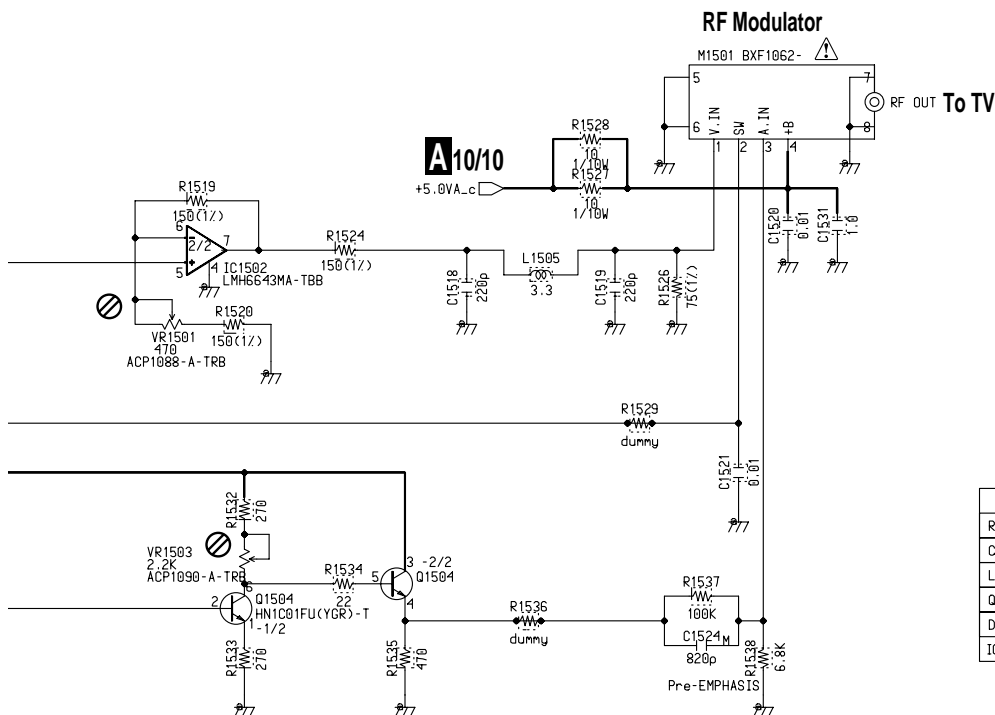 RF Modulator
M1501 BXF1062-
5
6
7
8
V.IN
SW
A.IN
+B
1
2
3
4
RF OUT To TV
A 10/10
+5.0VA_c
R1528
10
1/10W
R1527
10
1/10W
C1520
0.01
C1531
1.0
R1519
150(1%)
6
2/2
7
5
4
IC1502
LMH6643MA-TBB
R1524
150(1%)
C1518
220p
L1505
3.3
C1519
220p
R1526
75(1%)
VR1501
470
ACP1088-A-TRB
R1520
150(1%)
R1529
dummy
C1521
0.01
R1532
270
VR1503
2.2K
ACP1090-A-TRB
6
2
Q1504
HN1C01FU(YGR)-T
1
-1/2
R1533
270
R1534
22
3
-2/2
5
Q1504
4
R1535
470
R1536
dummy
R1537
100K
C1524
M
820p
Pre-EMPHASIS
R1538
6.8K
R
C
L
Q
D